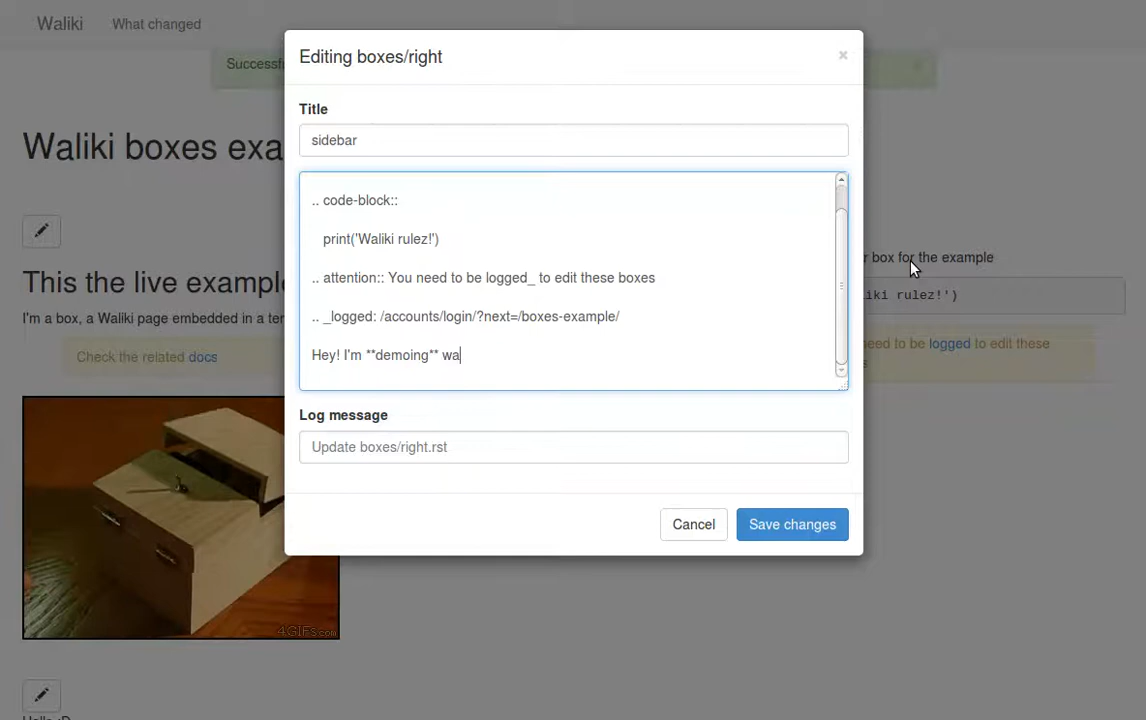 Waliki What changed
Editing boxes/right ×
Title
sidebar
.. code-block::
print('Waliki rulez!')
.. attention:: You need to be logged_ to edit these boxes
.. _logged: /accounts/login/?next=/boxes-example/
Hey! I'm **demoing** wa
Log message
Update boxes/right.rst
Cancel Save changes
Waliki boxes exa
This the live example
I'm a box, a Waliki page embedded in a ter
Check the related docs
4GIFs.com
box for the example
iki rulez!')
eed to be logged to edit these